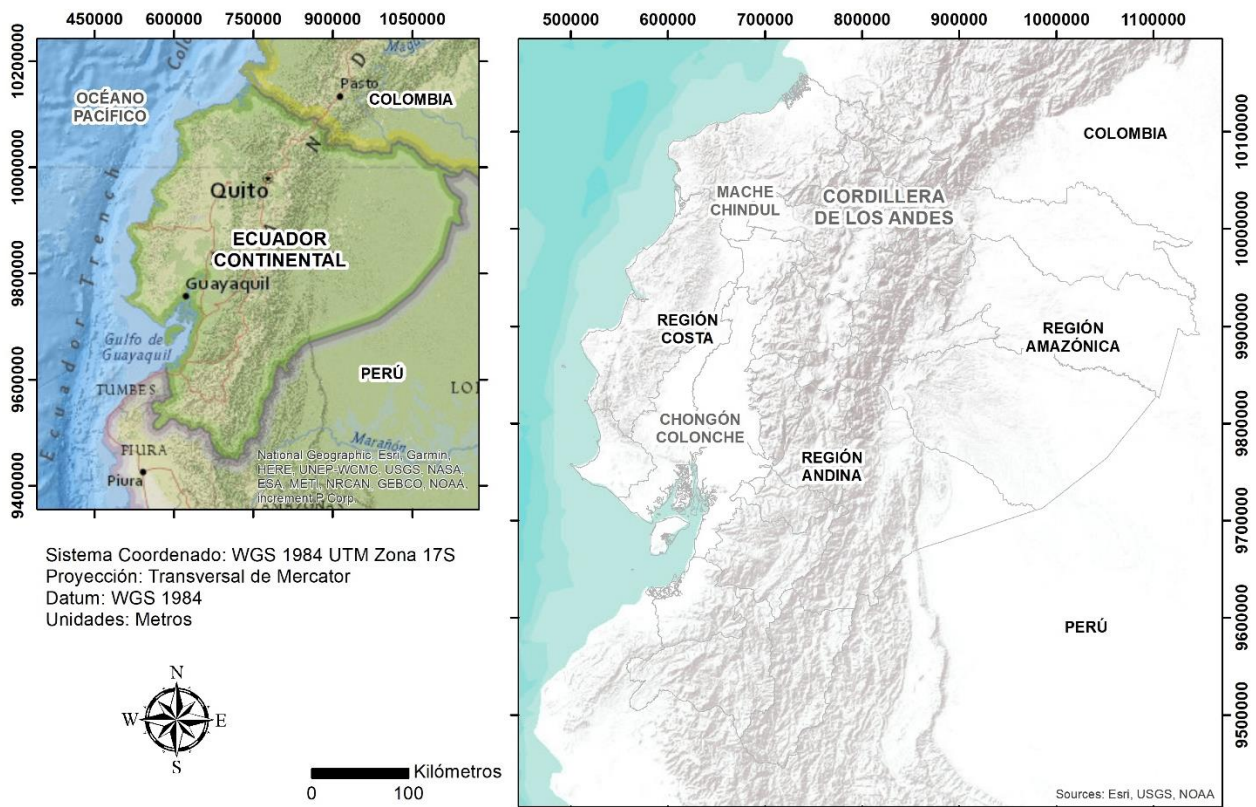 450000 600000 750000 900000 1050000
10200000
10000000
9800000
9600000
9400000
OCÉANO
PACÍFICO
Pasto
COLOMBIA
Quito
ECUADOR
CONTINENTAL
Guayaquil
Gulfo de
Guayaquil
Ecuador Trench
TUMBES
PERÚ
PIURA
Piura
Marañón
National Geographic, Esri, Garmin,
HERE, UNEP-WCMC, USGS, NASA,
ESA, METI, NRCAN, GEBCO, NOAA,
increment P Corp.
Sistema Coordenado: WGS 1984 UTM Zona 17S
Proyección: Transversal de Mercator
Datum: WGS 1984
Unidades: Metros
N
W E
S
Kilómetros
0 100
500000 600000 700000 800000 900000 1000000 1100000
COLOMBIA
MACHE
CHINDUL
CORDILLERA
DE LOS ANDES
REGIÓN
COSTA
REGIÓN
AMAZÓNICA
CHONGÓN
COLONCHE
REGIÓN
ANDINA
PERÚ
10100000
10000000
9900000
9800000
9700000
9600000
9500000
Sources: Esri, USGS, NOAA